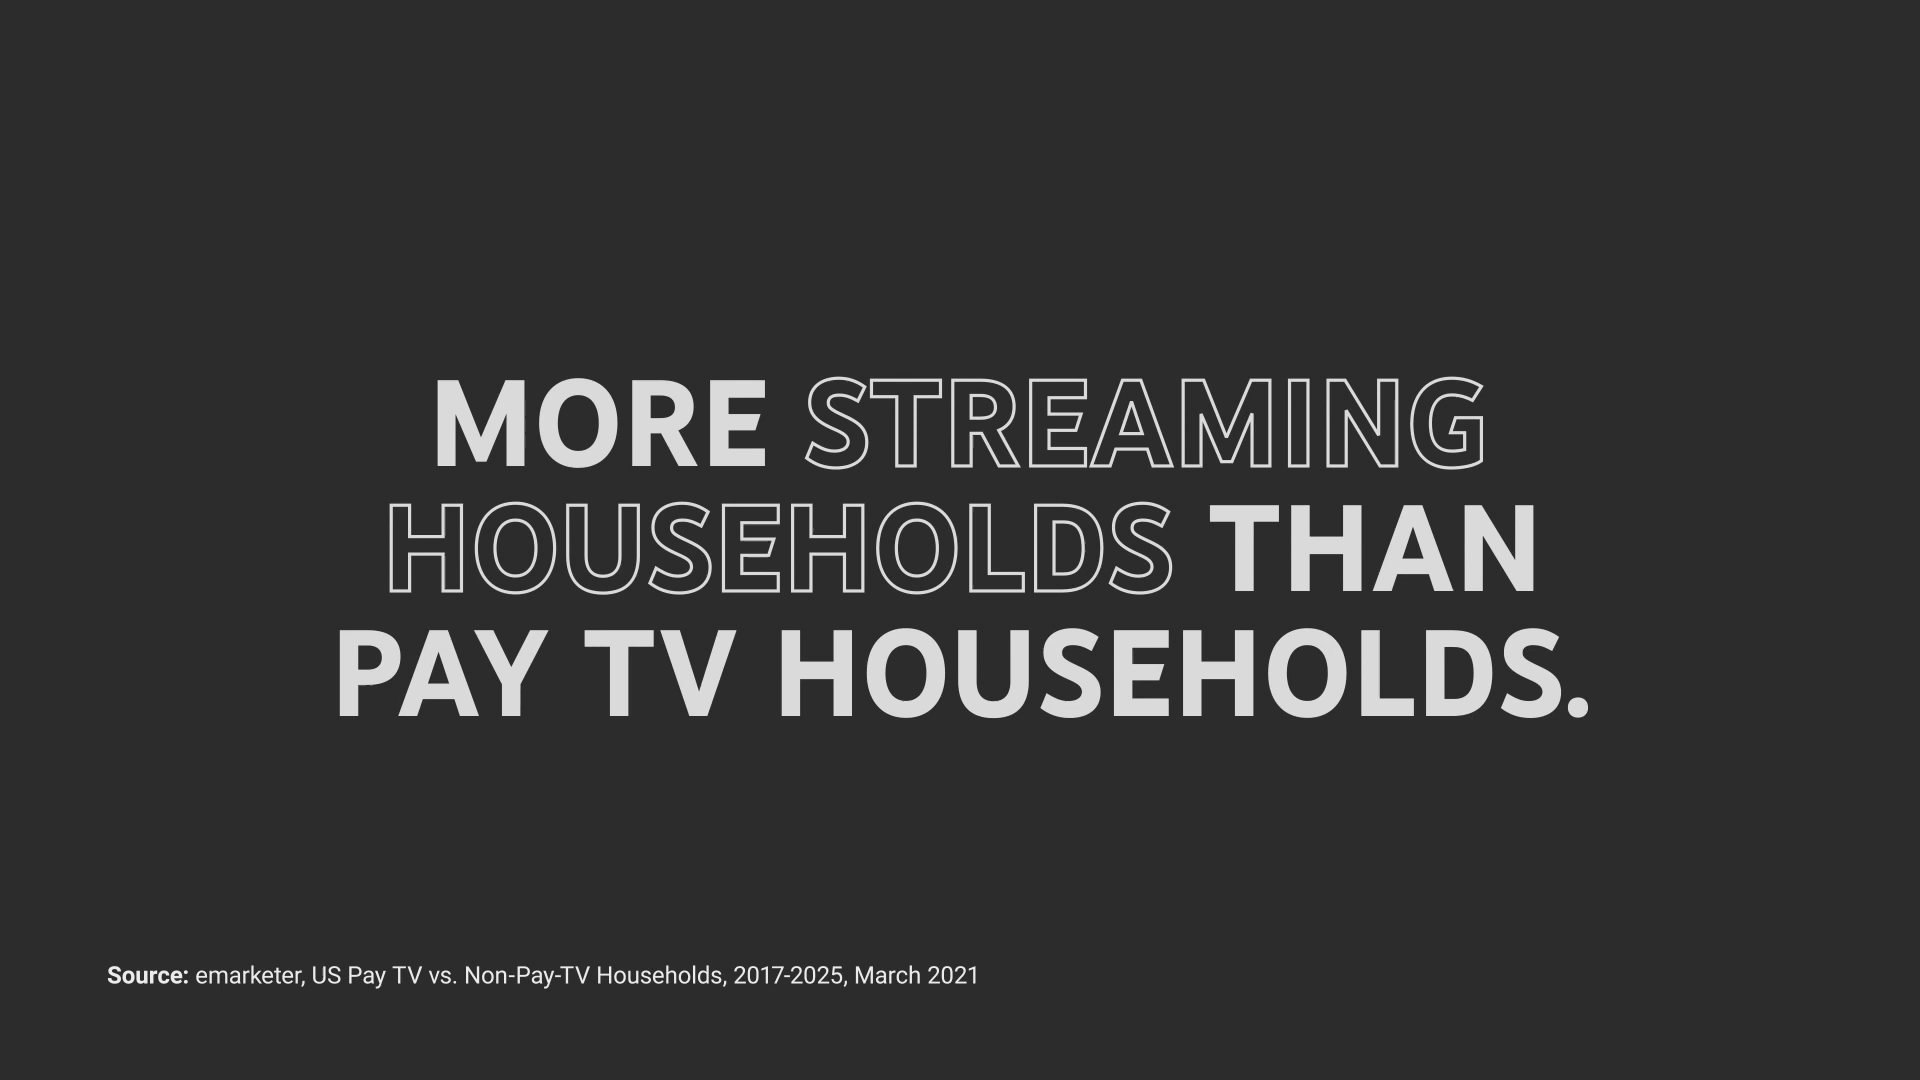 MORE STREAMING
HOUSEHOLDS THAN
PAY TV HOUSEHOLDS.
Source: emarketer, US Pay TV vs. Non-Pay-TV Households, 2017-2025, March 2021